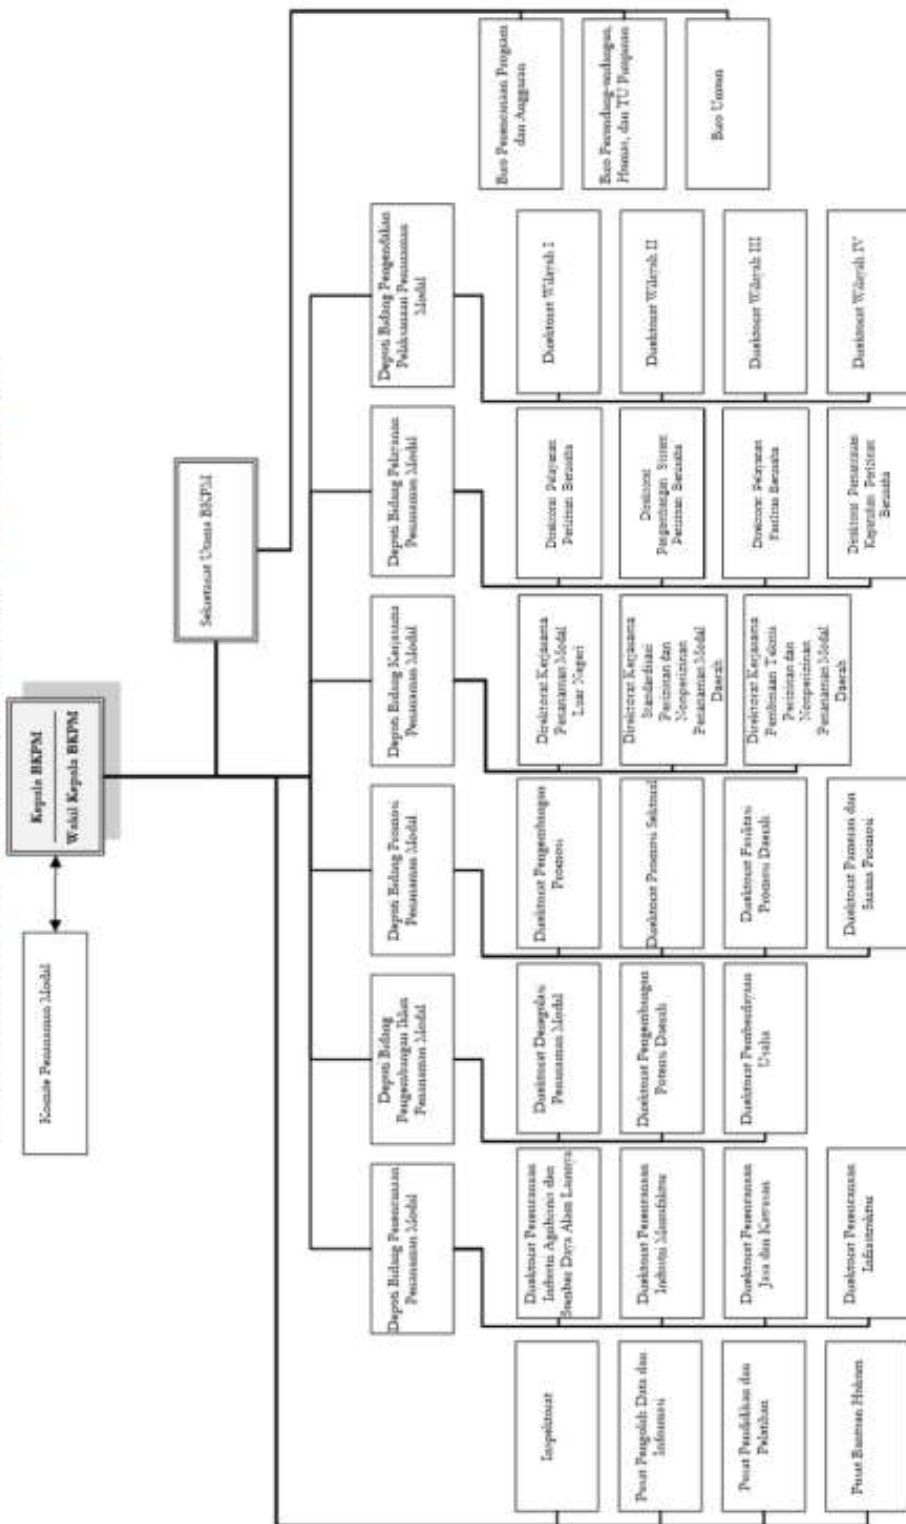 Komite Penanaman Modal
Kepala BKPM
Wakil Kepala BKPM
Sekretariat Utama BKPM
Deputi Bidang Perencanaan
Penanaman Modal
Deputi Bidang
Pengembangan Iklim
Penanaman Modal
Deputi Bidang Promosi
Penanaman Modal
Deputi Bidang Kerjasama
Penanaman Modal
Deputi Bidang Pelayanan
Penanaman Modal
Deputi Bidang Pengendalian
Pelaksanaan Penanaman
Modal
Biro Perencanaan Program
dan Anggaran
Biro Perundang-undangan,
Humas, dan TU Pimpinan
Biro Umum
Inspektorat
Pusat Pengolah Data dan
Informasi
Pusat Pendidikan dan
Pelatihan
Pusat Bantuan Hukum
Direktorat Perencanaan
Industri Agribisnis dan
Sumber Daya Alam Lainnya
Direktorat Perencanaan
Industri Manufaktur
Direktorat Perencanaan
Jasa dan Kawasan
Direktorat Perencanaan
Infrastruktur
Direktorat Deregulasi
Penanaman Modal
Direktorat Pengembangan
Potensi Daerah
Direktorat Pemberdayaan
Usaha
Direktorat Pengembangan
Promosi
Direktorat Promosi Sektoral
Direktorat Fasilitasi
Promosi Daerah
Direktorat Pameran dan
Sarana Promosi
Direktorat Kerjasama
Penanaman Modal
Luar Negeri
Direktorat Kerjasama
Standardisasi
Perizinan dan
Nonperizinan
Penanaman Modal
Daerah
Direktorat Kerjasama
Pembinaan Teknis
Perizinan dan
Nonperizinan
Penanaman Modal
Daerah
Direktorat Pelayanan
Perizinan Berusaha
Direktorat
Pengembangan Sistem
Perizinan Berusaha
Direktorat Pelayanan
Fasilitas Berusaha
Direktorat Pemantauan
Kepatuhan Perizinan
Berusaha
Direktorat Wilayah I
Direktorat Wilayah II
Direktorat Wilayah III
Direktorat Wilayah IV